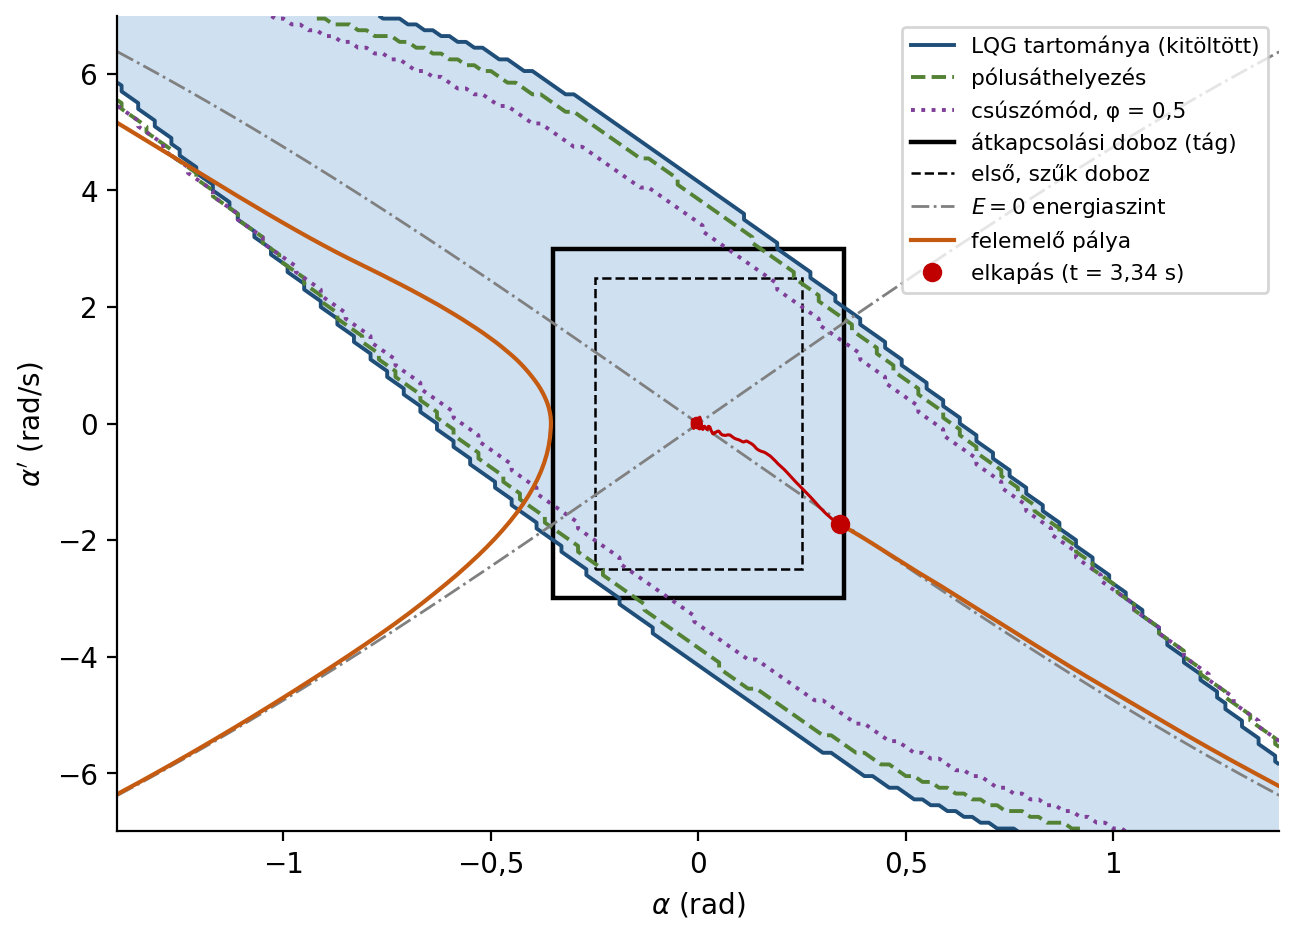 LQG tartománya (kitöltött)
pólusáthelyezés
csúszómód, φ = 0,5
átkapcsolási doboz (tág)
első, szűk doboz
E = 0 energiaszint
felemelő pálya
elkapás (t = 3,34 s)
6
4
2
0
−2
−4
−6
α′ (rad/s)
−1
−0,5
0
0,5
1
α (rad)